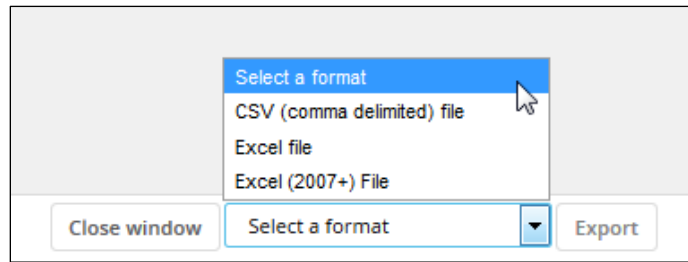 Select a format
CSV (comma delimited) file
Excel file
Excel (2007+) File
Close window Select a format Export